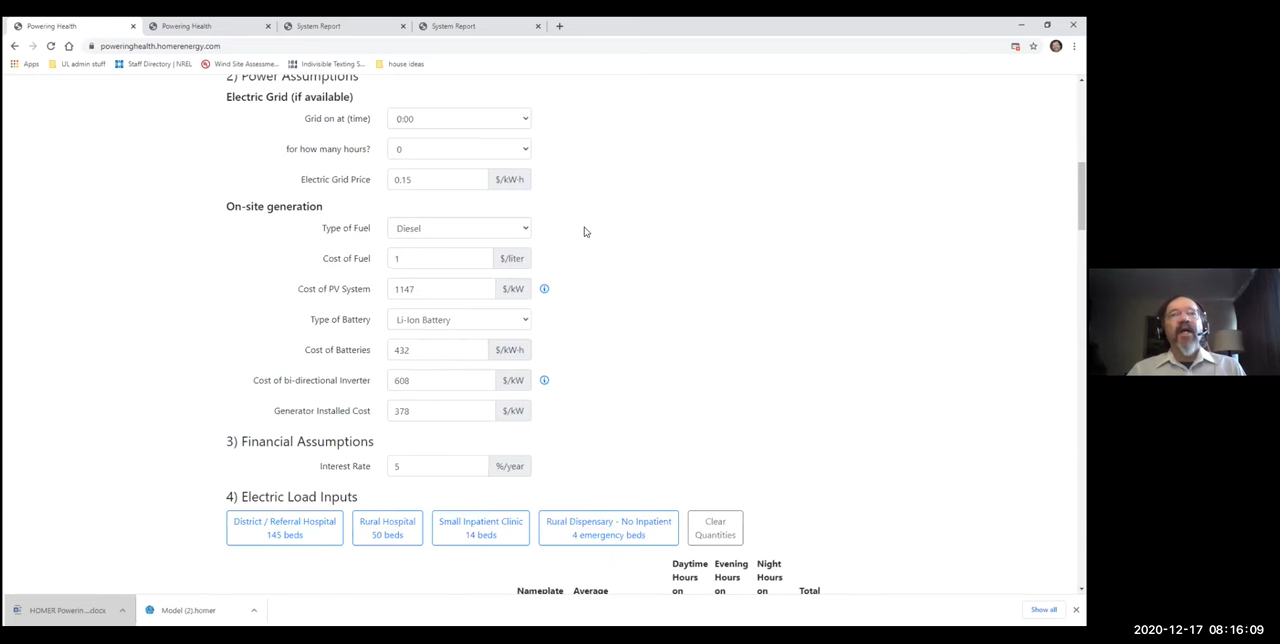 Powering Health
Powering Health
System Report
System Report
poweringhealth.homerenergy.com
Apps
UL admin stuff
Staff Directory | NREL
Wind Site Assessme...
Indivisible Texting S...
house ideas
2) Power Assumptions
Electric Grid (if available)
Grid on at (time) 0:00
for how many hours? 0
Electric Grid Price 0.15 $/kW-h
On-site generation
Type of Fuel Diesel
Cost of Fuel 1 $/liter
Cost of PV System 1147 $/kW
Type of Battery Li-Ion Battery
Cost of Batteries 432 $/kW-h
Cost of bi-directional Inverter 608 $/kW
Generator Installed Cost 378 $/kW
3) Financial Assumptions
Interest Rate 5 %/year
4) Electric Load Inputs
District / Referral Hospital
145 beds
Rural Hospital
50 beds
Small Inpatient Clinic
14 beds
Rural Dispensary - No Inpatient
4 emergency beds
Clear
Quantities
Daytime Evening Night
Hours Hours Hours
Nameplate Average on on on Total
HOMER Powerin....docx
Model (2).homer
Show all
2020-12-17 08:16:09